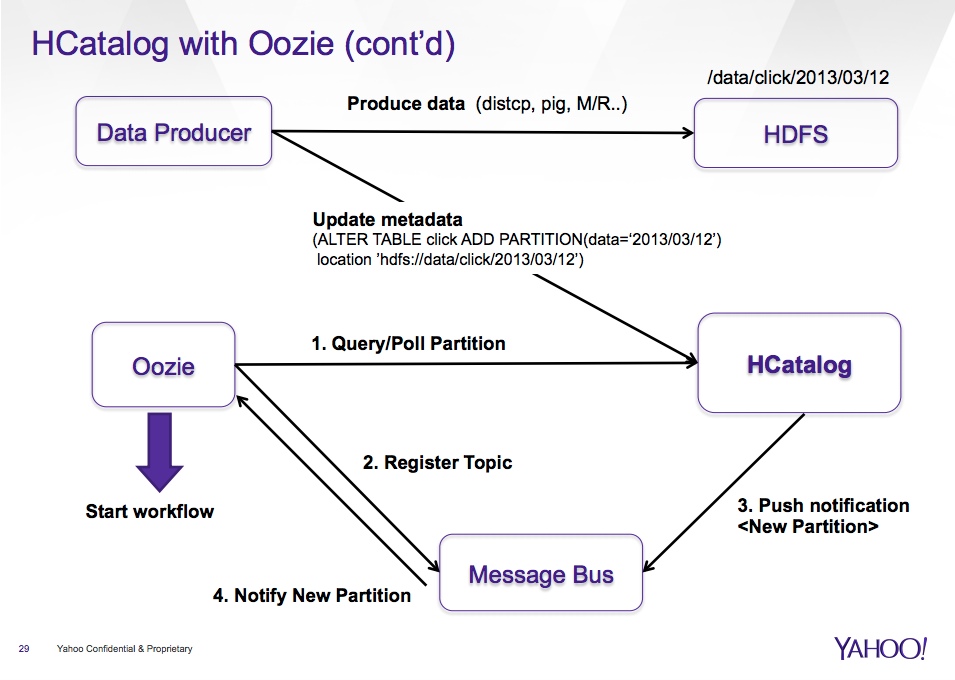 HCatalog with Oozie (cont’d)
/data/click/2013/03/12
Produce data (distcp, pig, M/R..)
Data Producer
HDFS
Update metadata
(ALTER TABLE click ADD PARTITION(data=‘2013/03/12’)
location ’hdfs://data/click/2013/03/12’)
1. Query/Poll Partition
Oozie
HCatalog
2. Register Topic
Start workflow
3. Push notification
<New Partition>
Message Bus
4. Notify New Partition
29 Yahoo Confidential & Proprietary
YAHOO!